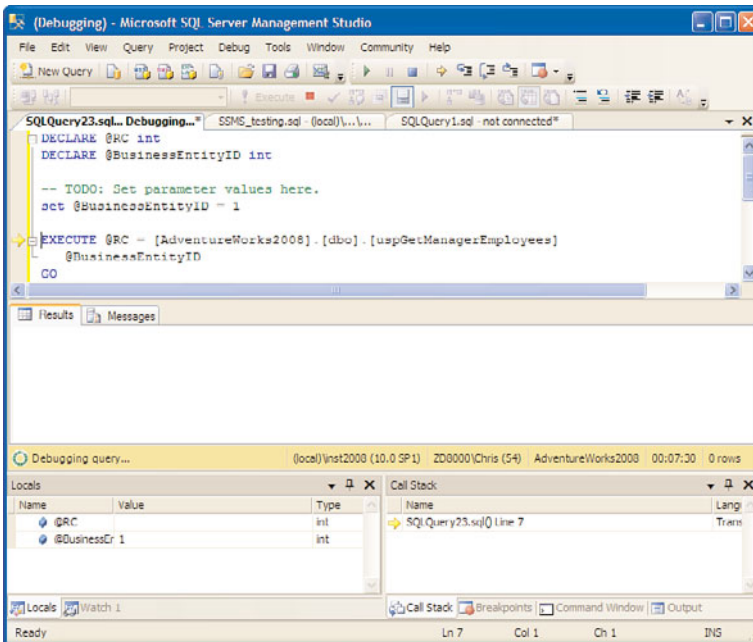 (Debugging) - Microsoft SQL Server Management Studio
File Edit View Query Project Debug Tools Window Community Help
New Query
Execute
SQLQuery23.sql... Debugging...* SSMS_testing.sql - (local)\...\... SQLQuery1.sql - not connected*
DECLARE @RC int
DECLARE @BusinessEntityID int
-- TODO: Set parameter values here.
set @BusinessEntityID = 1
EXECUTE @RC = [AdventureWorks2008].[dbo].[uspGetManagerEmployees]
@BusinessEntityID
GO
Results Messages
Debugging query... (local)\inst2008 (10.0 SP1) ZD8000\Chris (54) AdventureWorks2008 00:07:30 0 rows
Locals
Name Value Type
@RC int
@BusinessEr 1 int
Locals Watch 1
Call Stack
Name Lang
SQLQuery23.sql() Line 7 Trans
Call Stack Breakpoints Command Window Output
Ready Ln 7 Col 1 Ch 1 INS